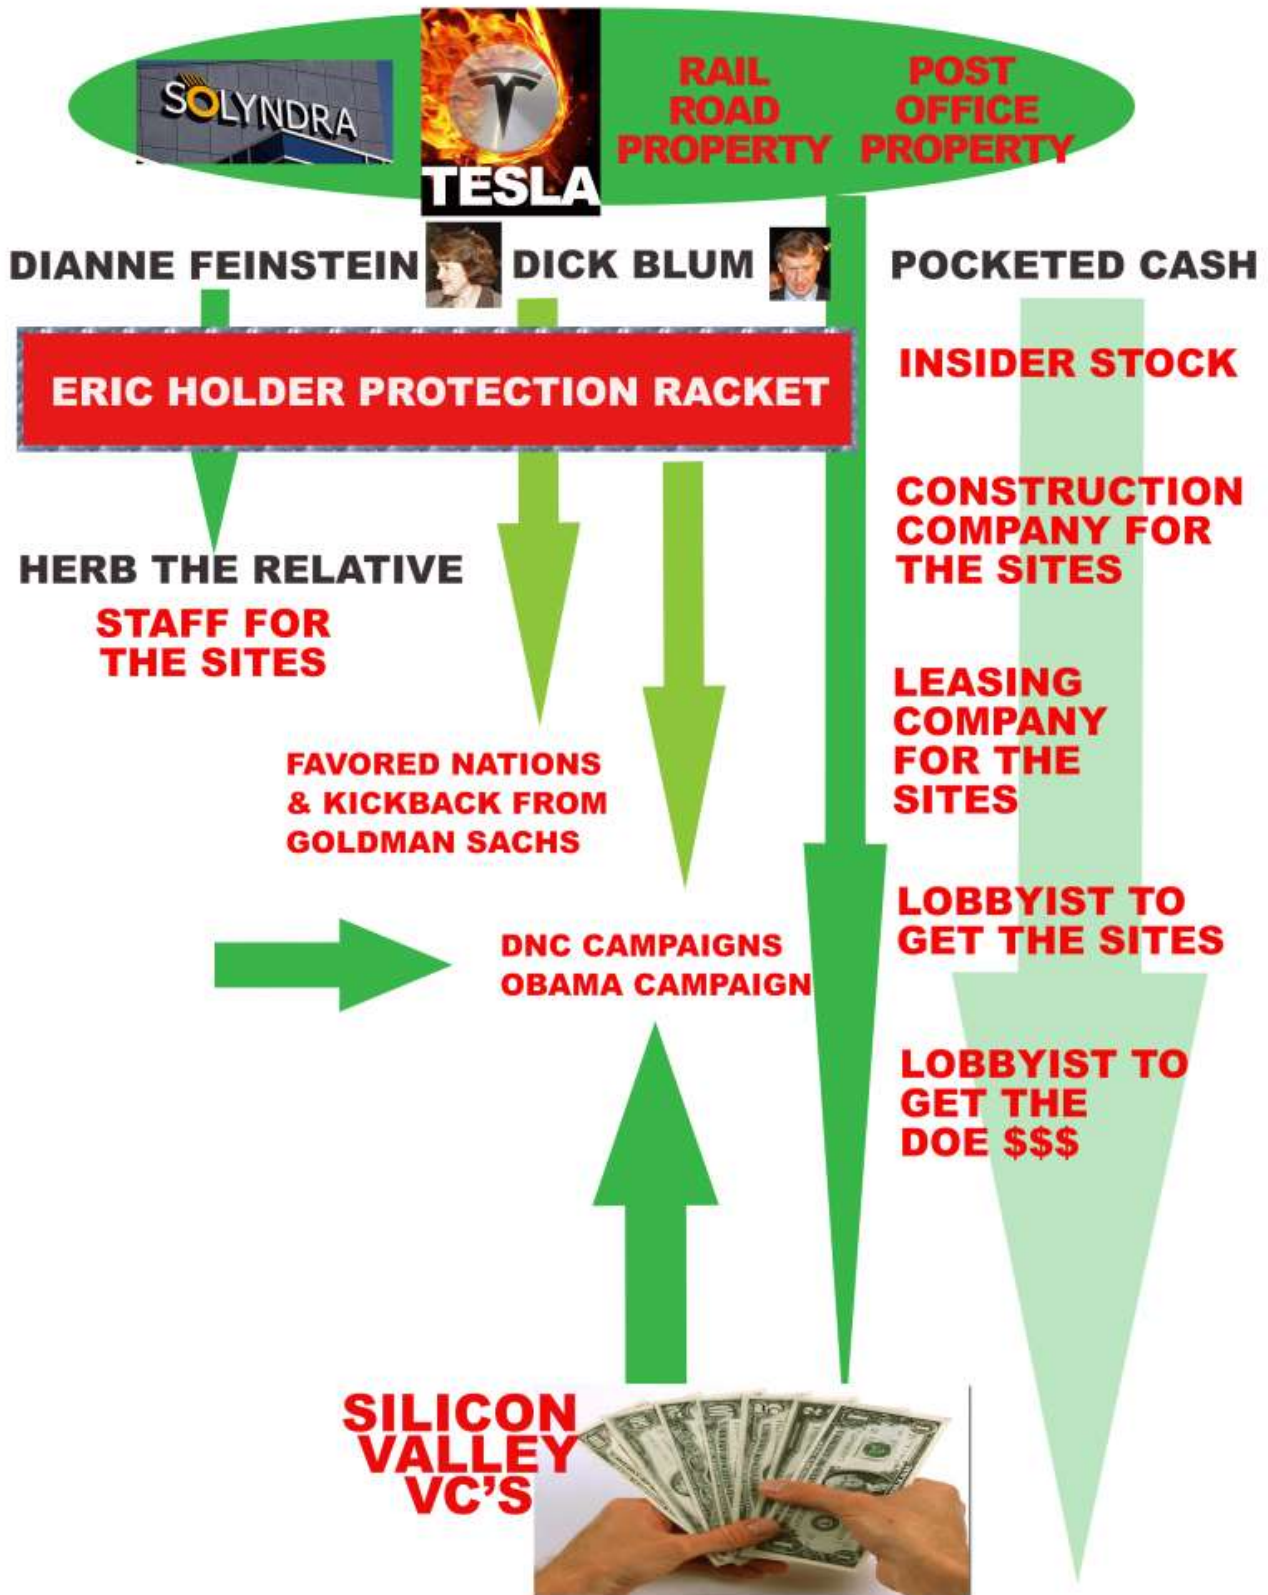 SOLYNDRA
TESLA
RAIL
ROAD
PROPERTY
POST
OFFICE
PROPERTY
DIANNE FEINSTEIN
DICK BLUM
POCKETED CASH
ERIC HOLDER PROTECTION RACKET
INSIDER STOCK
CONSTRUCTION
COMPANY FOR
THE SITES
HERB THE RELATIVE
STAFF FOR
THE SITES
LEASING
COMPANY
FOR THE
SITES
FAVORED NATIONS
& KICKBACK FROM
GOLDMAN SACHS
LOBBYIST TO
GET THE SITES
DNC CAMPAIGNS
OBAMA CAMPAIGN
LOBBYIST TO
GET THE
DOE $$$
SILICON
VALLEY
VC'S